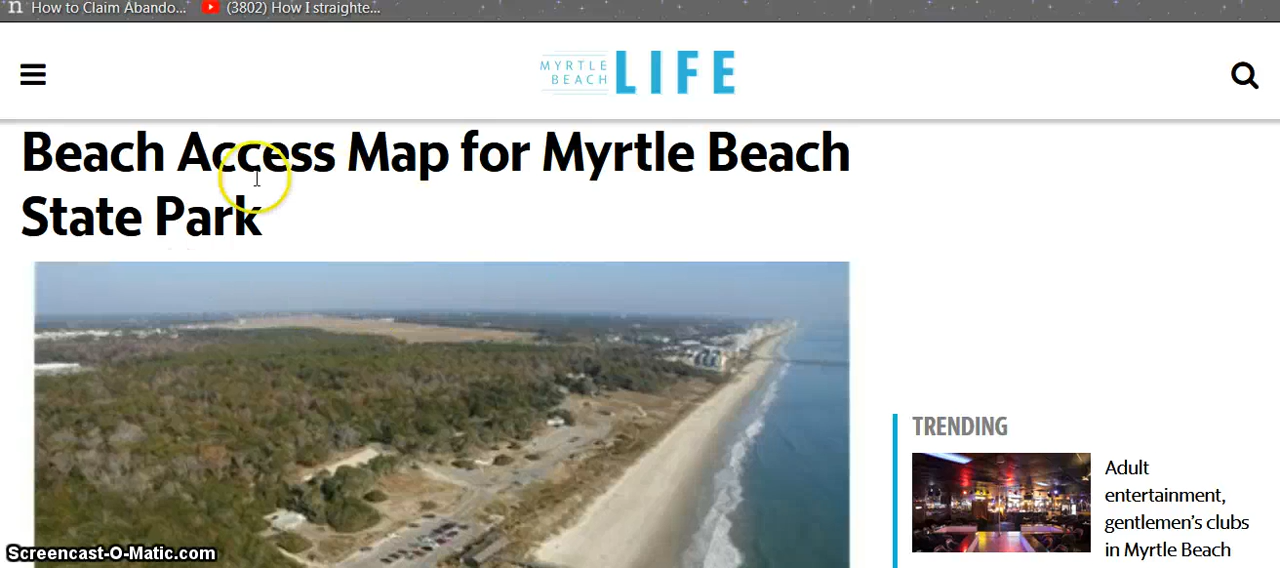 How to Claim Abando...
(3802) How I straighte...
MYRTLE
BEACH
LIFE
Beach Access Map for Myrtle Beach
State Park
TRENDING
Adult
entertainment,
gentlemen's clubs
in Myrtle Beach
Screencast-O-Matic.com